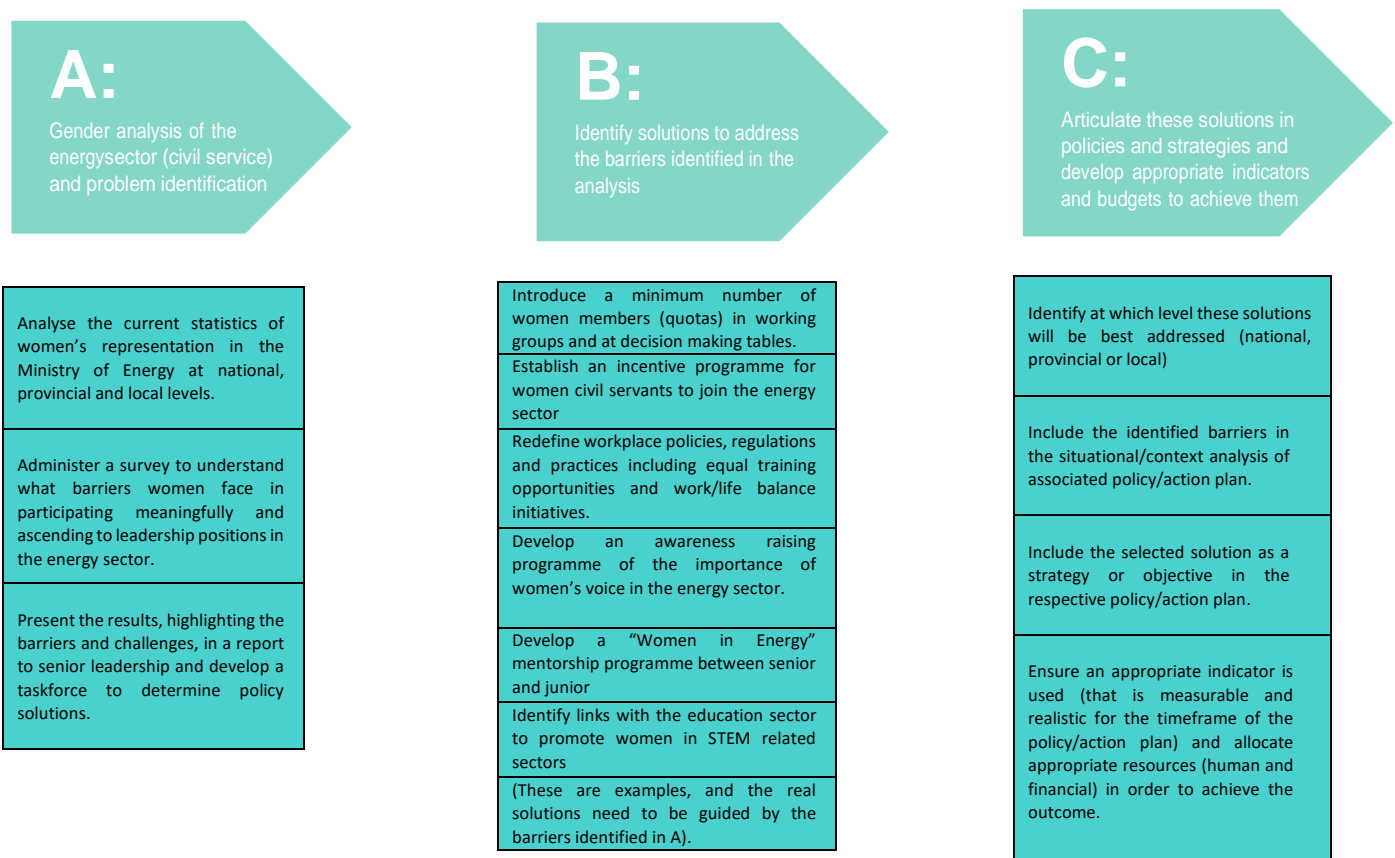 A:
Gender analysis of the
energysector (civil service)
and problem identification
Analyse the current statistics of
women’s representation in the
Ministry of Energy at national,
provincial and local levels.
Administer a survey to understand
what barriers women face in
participating meaningfully and
ascending to leadership positions in
the energy sector.
Present the results, highlighting the
barriers and challenges, in a report
to senior leadership and develop a
taskforce to determine policy
solutions.
B:
Identify solutions to address
the barriers identified in the
analysis
Introduce a minimum number of
women members (quotas) in working
groups and at decision making tables.
Establish an incentive programme for
women civil servants to join the energy
sector
Redefine workplace policies, regulations
and practices including equal training
opportunities and work/life balance
initiatives.
Develop an awareness raising
programme of the importance of
women’s voice in the energy sector.
Develop a “Women in Energy”
mentorship programme between senior
and junior
Identify links with the education sector
to promote women in STEM related
sectors
(These are examples, and the real
solutions need to be guided by the
barriers identified in A).
C:
Articulate these solutions in
policies and strategies and
develop appropriate indicators
and budgets to achieve them
Identify at which level these solutions
will be best addressed (national,
provincial or local)
Include the identified barriers in
the situational/context analysis of
associated policy/action plan.
Include the selected solution as a
strategy or objective in the
respective policy/action plan.
Ensure an appropriate indicator is
used (that is measurable and
realistic for the timeframe of the
policy/action plan) and allocate
appropriate resources (human and
financial) in order to achieve the
outcome.